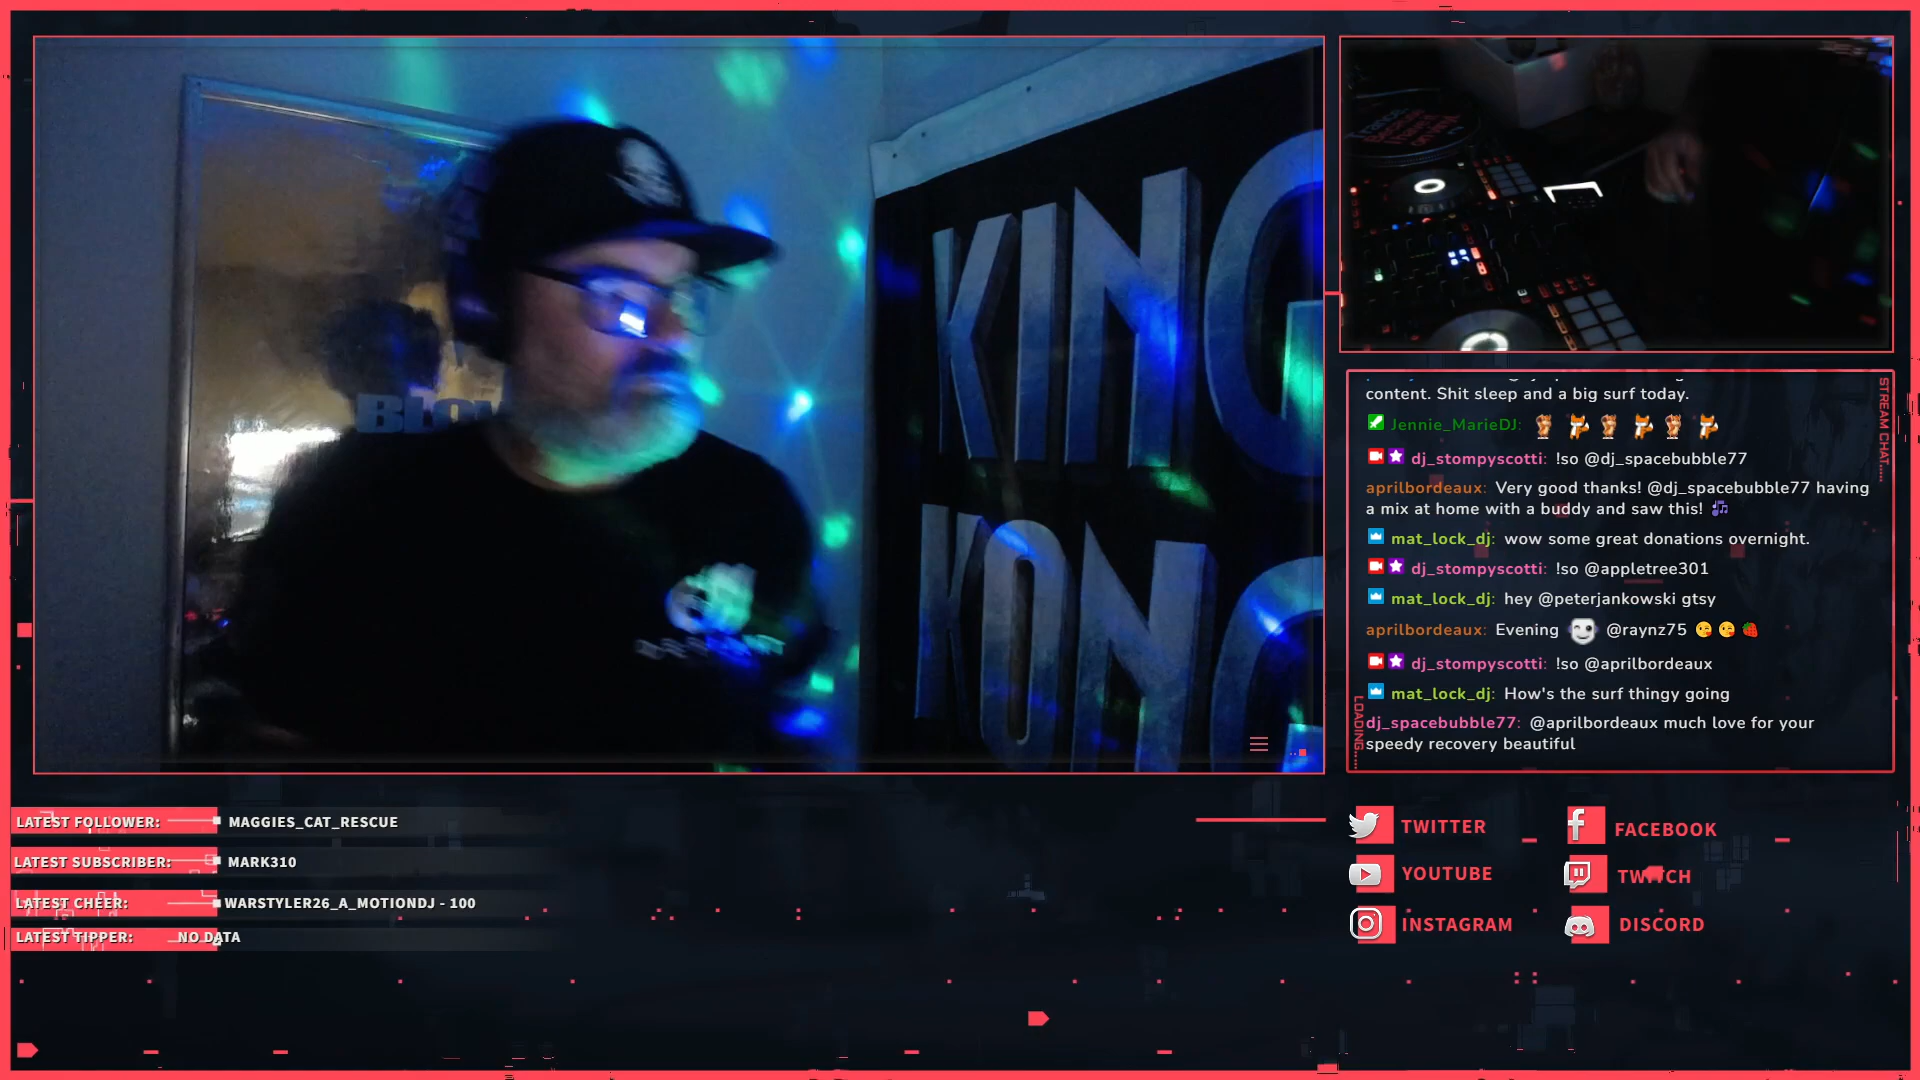 KING
KONG
BLOW
content. Shit sleep and a big surf today.
Jennie_MarieDJ:
dj_stompyscotti: !so @dj_spacebubble77
aprilbordeaux: Very good thanks! @dj_spacebubble77 having
a mix at home with a buddy and saw this! 🎶
mat_lock_dj: wow some great donations overnight.
dj_stompyscotti: !so @appletree301
mat_lock_dj: hey @peterjankowski gtsy
aprilbordeaux: Evening @raynz75 😘 😘 🍓
dj_stompyscotti: !so @aprilbordeaux
mat_lock_dj: How's the surf thingy going
dj_spacebubble77: @aprilbordeaux much love for your
speedy recovery beautiful
STREAM CHAT.....
LOADING.....
LATEST FOLLOWER: MAGGIES_CAT_RESCUE
LATEST SUBSCRIBER: MARK310
LATEST CHEER: WARSTYLER26_A_MOTIONDJ - 100
LATEST TIPPER: NO DATA
TWITTER
FACEBOOK
YOUTUBE
TWITCH
INSTAGRAM
DISCORD